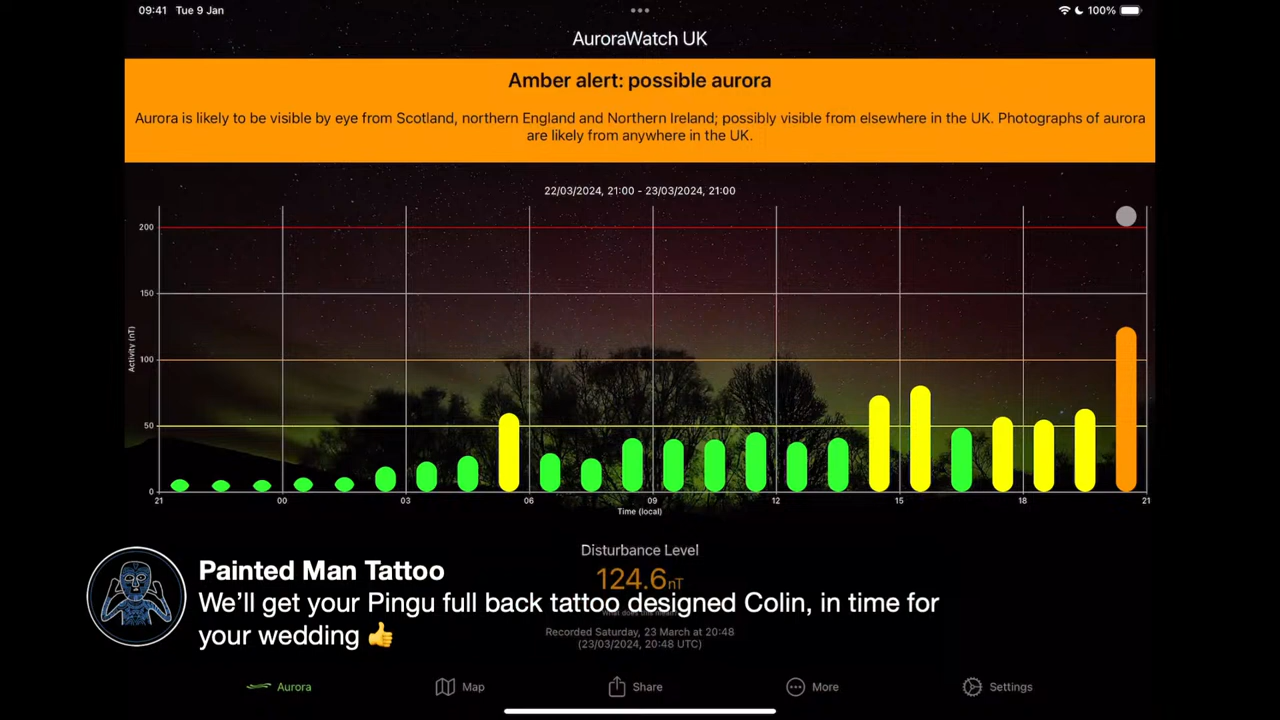 09:41 Tue 9 Jan
100%
AuroraWatch UK
Amber alert: possible aurora
Aurora is likely to be visible by eye from Scotland, northern England and Northern Ireland; possibly visible from elsewhere in the UK. Photographs of aurora
are likely from anywhere in the UK.
22/03/2024, 21:00 - 23/03/2024, 21:00
200
150
100
50
0
Activity (nT)
21 00 03 06 09 12 15 18 21
Time (local)
Disturbance Level
124.6nT
Painted Man Tattoo
We’ll get your Pingu full back tattoo designed Colin, in time for
your wedding 👍
What does this mean
Recorded Saturday, 23 March at 20:48
(23/03/2024, 20:48 UTC)
Aurora
Map
Share
More
Settings